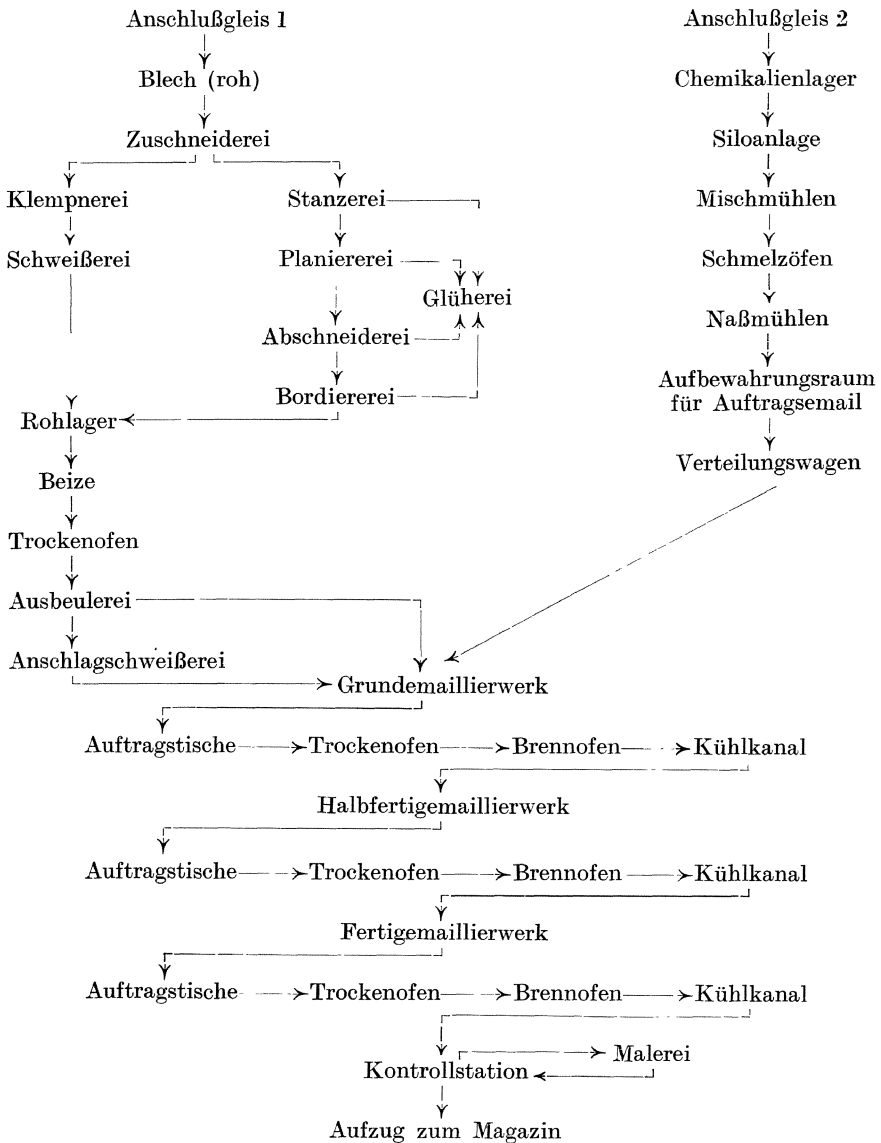 Anschlußgleis 1
Blech (roh)
Zuschneiderei
Klempnerei
Schweißerei
Stanzerei
Planiererei
Glüherei
Abschneiderei
Bordiererei
Rohlager
Beize
Trockenofen
Ausbeulerei
Anschlagschweißerei
Anschlußgleis 2
Chemikalienlager
Siloanlage
Mischmühlen
Schmelzöfen
Naßmühlen
Aufbewahrungsraum
für Auftragsemail
Verteilungswagen
Grundemaillierwerk
Auftragstische Trockenofen Brennofen Kühlkanal
Halbfertigemaillierwerk
Auftragstische Trockenofen Brennofen Kühlkanal
Fertigemaillierwerk
Auftragstische Trockenofen Brennofen Kühlkanal
Malerei
Kontrollstation
Aufzug zum Magazin